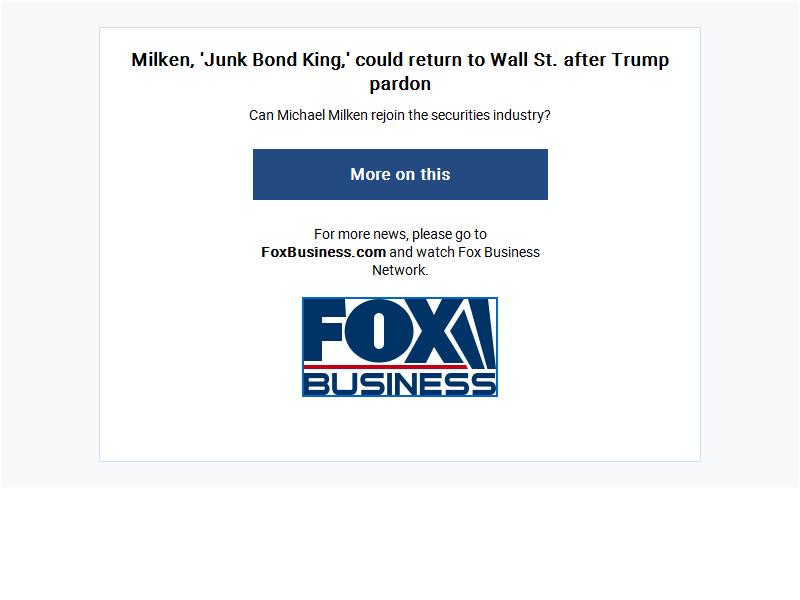 Milken, 'Junk Bond King,' could return to Wall St. after Trump
pardon
Can Michael Milken rejoin the securities industry?
More on this
For more news, please go to
FoxBusiness.com and watch Fox Business
Network.
FOX
BUSINESS